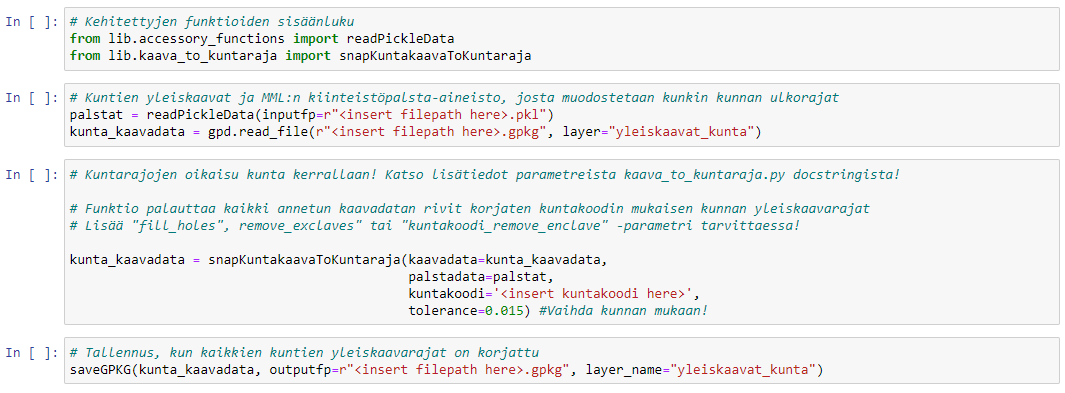 In [ ]: # Kehitettyjen funktioiden sisäänluku
from lib.accessory_functions import readPickleData
from lib.kaava_to_kuntaraja import snapKuntakaavaToKuntaraja
In [ ]: # Kuntien yleiskaavat ja MML:n kiinteistöpalsta-aineisto, josta muodostetaan kunkin kunnan ulkorajat
palstat = readPickleData(inputfp=r"<insert filepath here>.pkl")
kunta_kaavadata = gpd.read_file(r"<insert filepath here>.gpkg", layer="yleiskaavat_kunta")
In [ ]: # Kuntarajojen oikaisu kunta kerrallaan! Katso lisätiedot parametreista kaava_to_kuntaraja.py docstringista!
# Funktio palauttaa kaikki annetun kaavadatan rivit korjaten kuntakoodin mukaisen kunnan yleiskaavarajat
# Lisää "fill_holes", remove_exclaves" tai "kuntakoodi_remove_enclave" -parametri tarvittaessa!
kunta_kaavadata = snapKuntakaavaToKuntaraja(kaavadata=kunta_kaavadata,
palstadata=palstat,
kuntakoodi='<insert kuntakoodi here>',
tolerance=0.015) #Vaihda kunnan mukaan!
In [ ]: # Tallennus, kun kaikkien kuntien yleiskaavarajat on korjattu
saveGPKG(kunta_kaavadata, outputfp=r"<insert filepath here>.gpkg", layer_name="yleiskaavat_kunta")